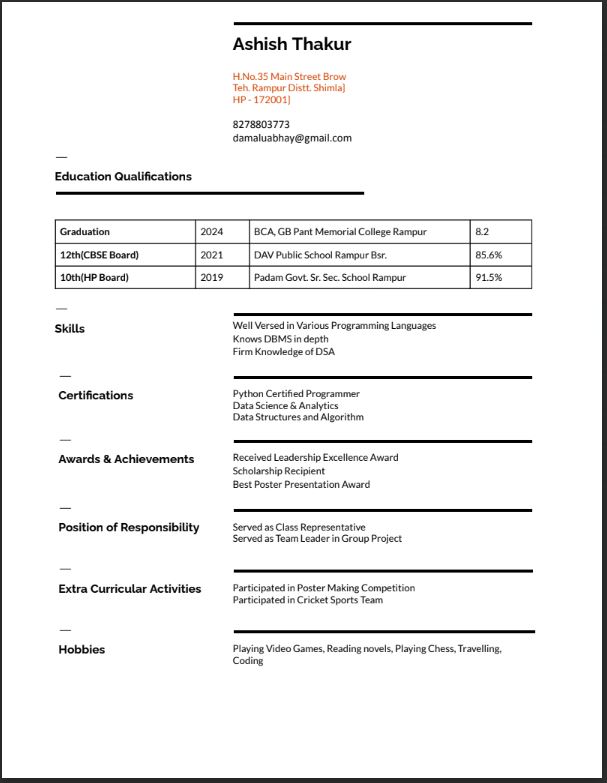 Ashish Thakur
H.No.35 Main Street Brow
Teh. Rampur Distt. Shimla]
HP - 172001]
8278803773
damaluabhay@gmail.com
—
Education Qualifications
Graduation 2024 BCA, GB Pant Memorial College Rampur 8.2
12th(CBSE Board) 2021 DAV Public School Rampur Bsr. 85.6%
10th(HP Board) 2019 Padam Govt. Sr. Sec. School Rampur 91.5%
—
Skills
Well Versed in Various Programming Languages
Knows DBMS in depth
Firm Knowledge of DSA
—
Certifications
Python Certified Programmer
Data Science & Analytics
Data Structures and Algorithm
—
Awards & Achievements
Received Leadership Excellence Award
Scholarship Recipient
Best Poster Presentation Award
—
Position of Responsibility
Served as Class Representative
Served as Team Leader in Group Project
—
Extra Curricular Activities
Participated in Poster Making Competition
Participated in Cricket Sports Team
—
Hobbies
Playing Video Games, Reading novels, Playing Chess, Travelling,
Coding